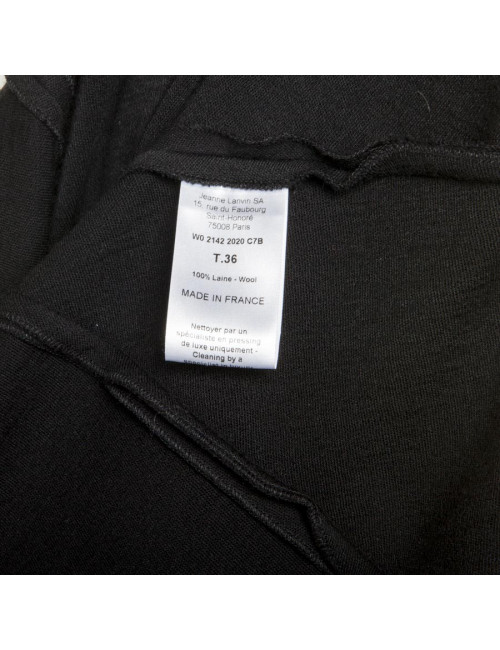 Jeanne Lanvin SA
15, rue du Faubourg
Saint-Honoré
75008 Paris
W0 2142 2020 C7B
T.36
100% Laine - Wool
MADE IN FRANCE
Nettoyer par un
spécialiste en pressing
de luxe uniquement -
Cleaning by a